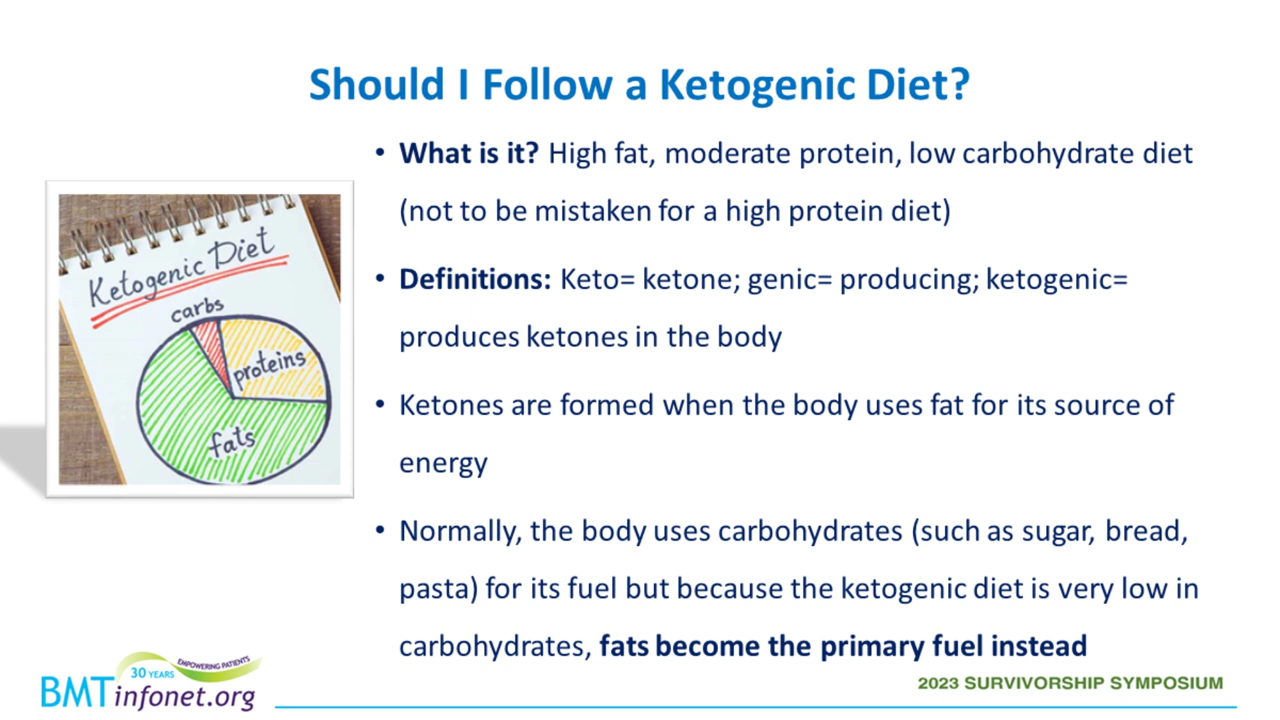 Should I Follow a Ketogenic Diet?
• What is it? High fat, moderate protein, low carbohydrate diet
(not to be mistaken for a high protein diet)
• Definitions: Keto= ketone; genic= producing; ketogenic=
produces ketones in the body
• Ketones are formed when the body uses fat for its source of
energy
• Normally, the body uses carbohydrates (such as sugar, bread,
pasta) for its fuel but because the ketogenic diet is very low in
carbohydrates, fats become the primary fuel instead
Ketogenic Diet
carbs
proteins
fats
30 YEARS
EMPOWERING PATIENTS
BMTinfonet.org
2023 SURVIVORSHIP SYMPOSIUM